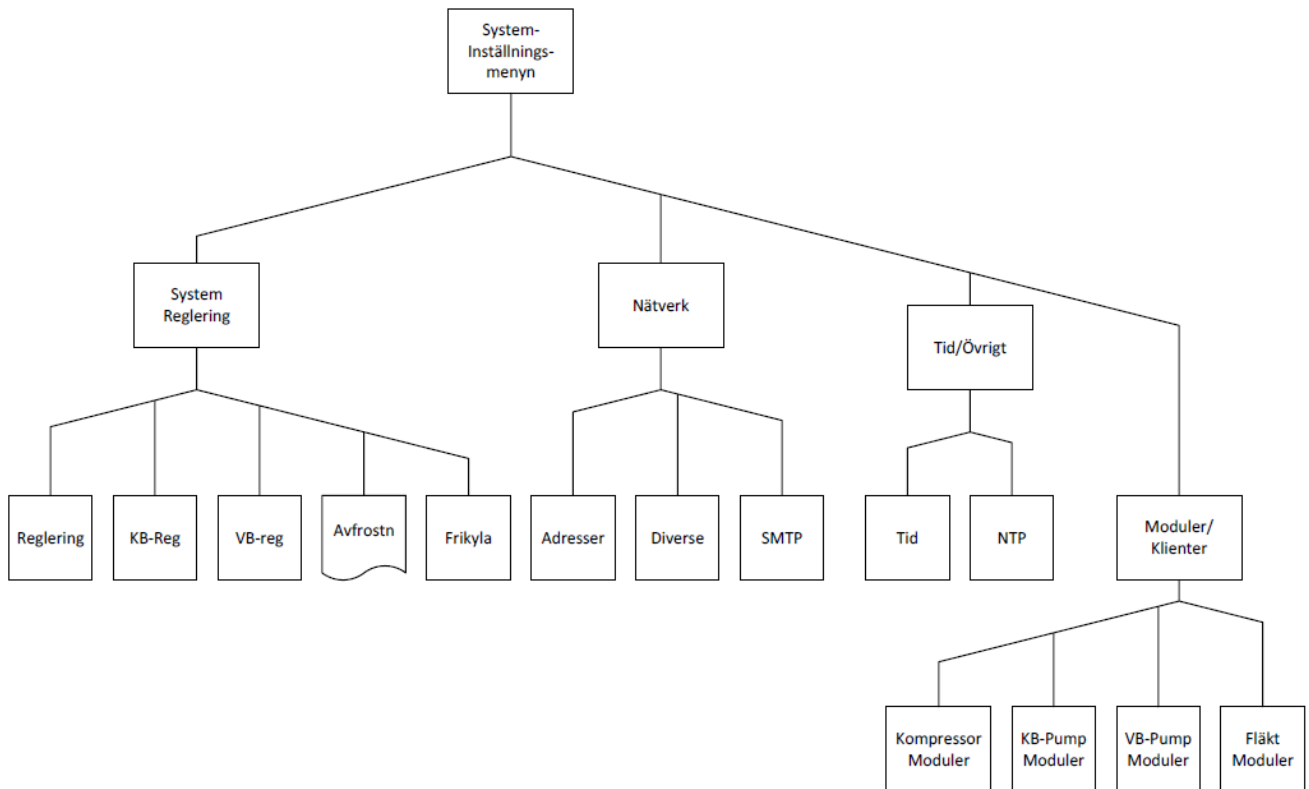 System-
Inställnings-
menyn
System
Reglering
Nätverk
Tid/Övrigt
Reglering
KB-Reg
VB-reg
Avfrostn
Frikyla
Adresser
Diverse
SMTP
Tid
NTP
Moduler/
Klienter
Kompressor
Moduler
KB-Pump
Moduler
VB-Pump
Moduler
Fläkt
Moduler